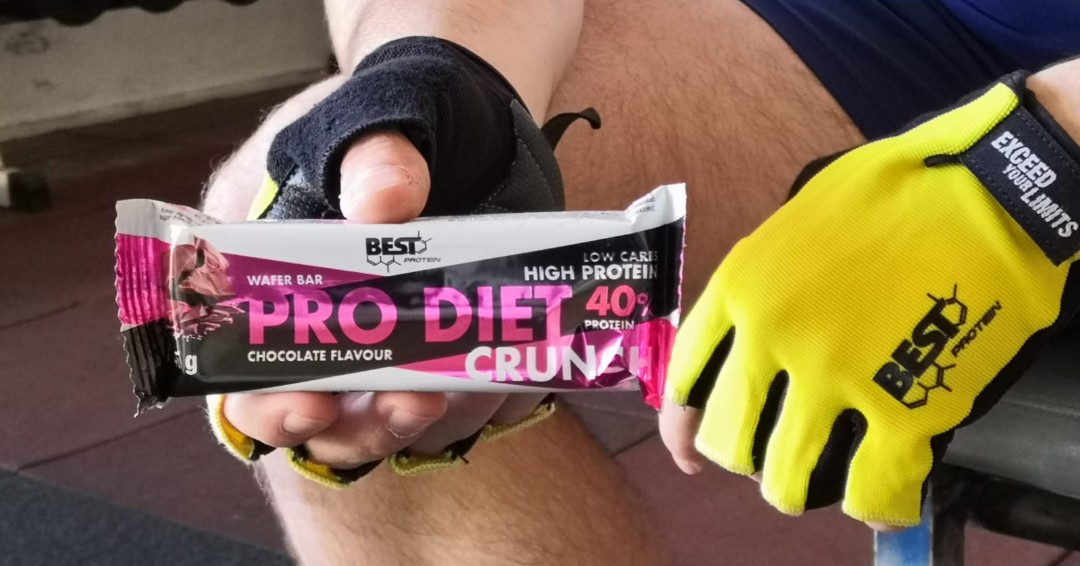 BEST
PROTEIN
WAFER BAR
LOW CARBS
HIGH PROTEIN
PRO DIET
40%
PROTEIN
CHOCOLATE FLAVOUR
CRUNCH
g
EXCEED
YOUR
LIMITS
BEST
PROTEIN